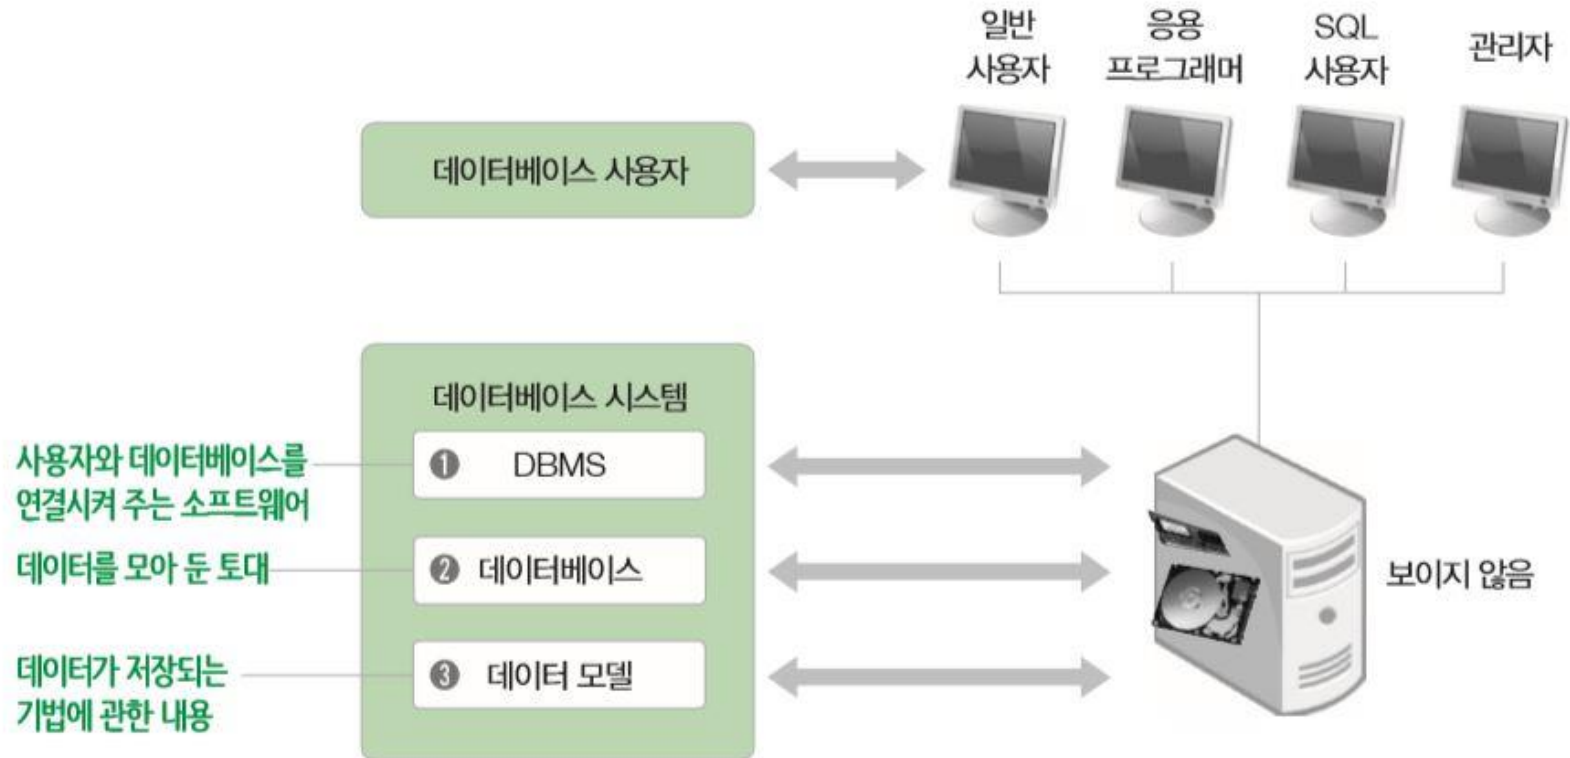 일반
사용자
응용
프로그래머
SQL
사용자
관리자
데이터베이스 사용자
데이터베이스 시스템
사용자와 데이터베이스를
연결시켜 주는 소프트웨어
❶ DBMS
데이터를 모아 둔 토대
❷ 데이터베이스
보이지 않음
데이터가 저장되는
기법에 관한 내용
❸ 데이터 모델